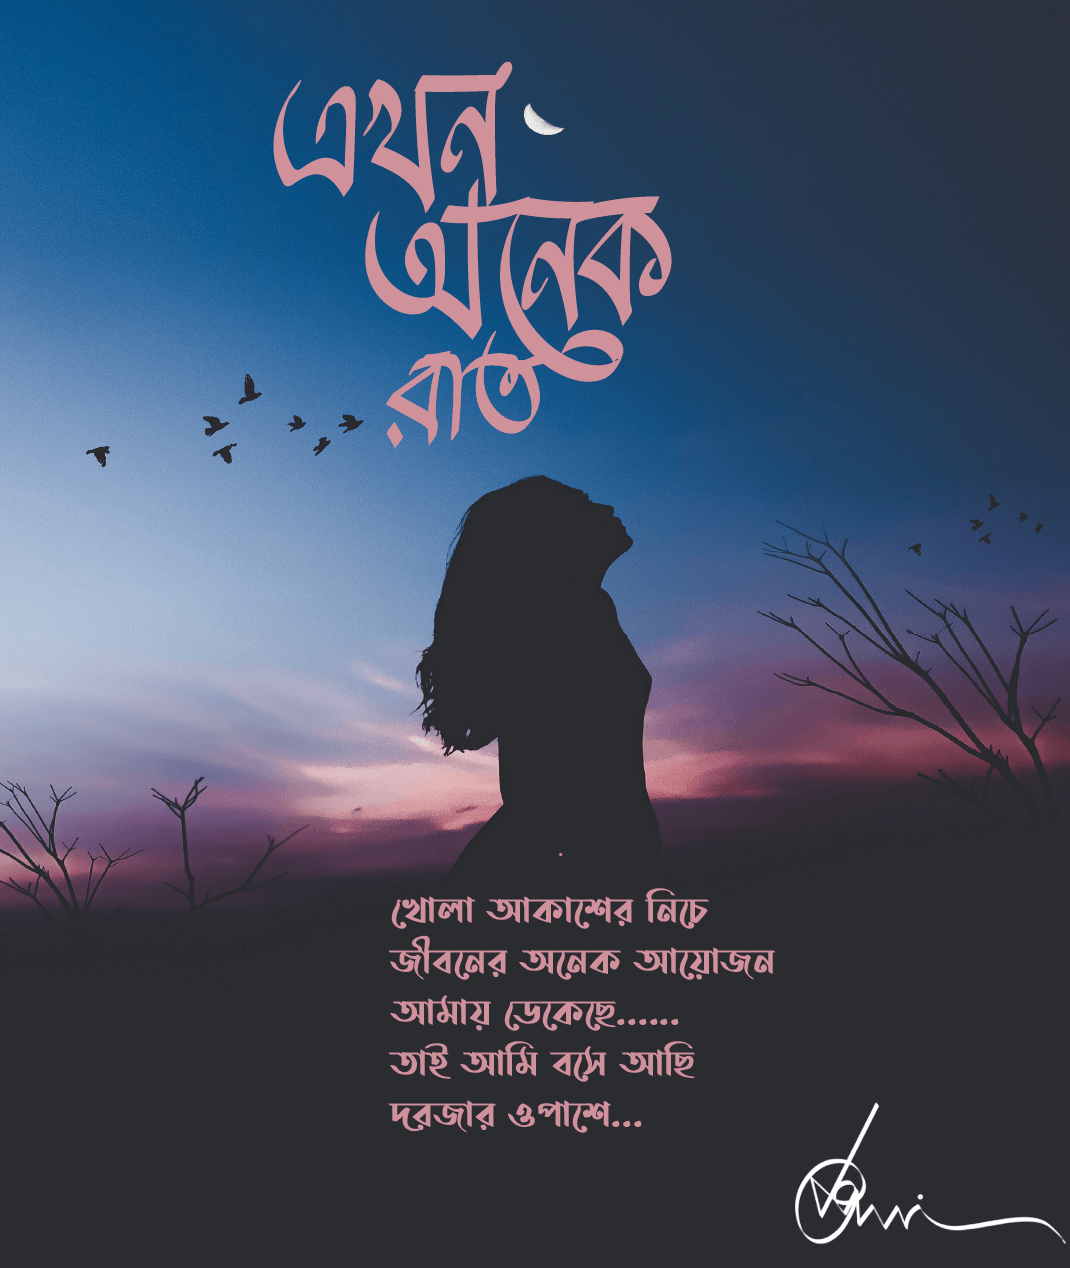 এখন
অনেক
রাত
খোলা আকাশের নিচে
জীবনের অনেক আয়োজন
আমায় ডেকেছে......
তাই আমি বসে আছি
দরজার ওপাশে...